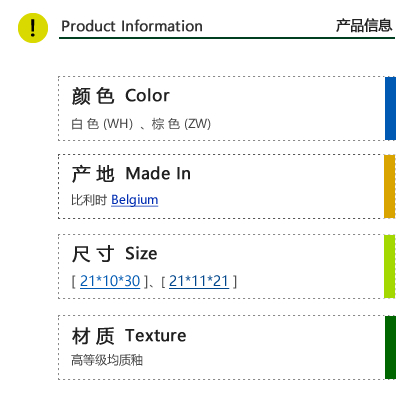 ! Product Information 产品信息
颜 色 Color
白 色 (WH) 、棕 色 (ZW)
产 地 Made In
比利时 Belgium
尺 寸 Size
[ 21*10*30 ]、[ 21*11*21 ]
材 质 Texture
高等级均质釉